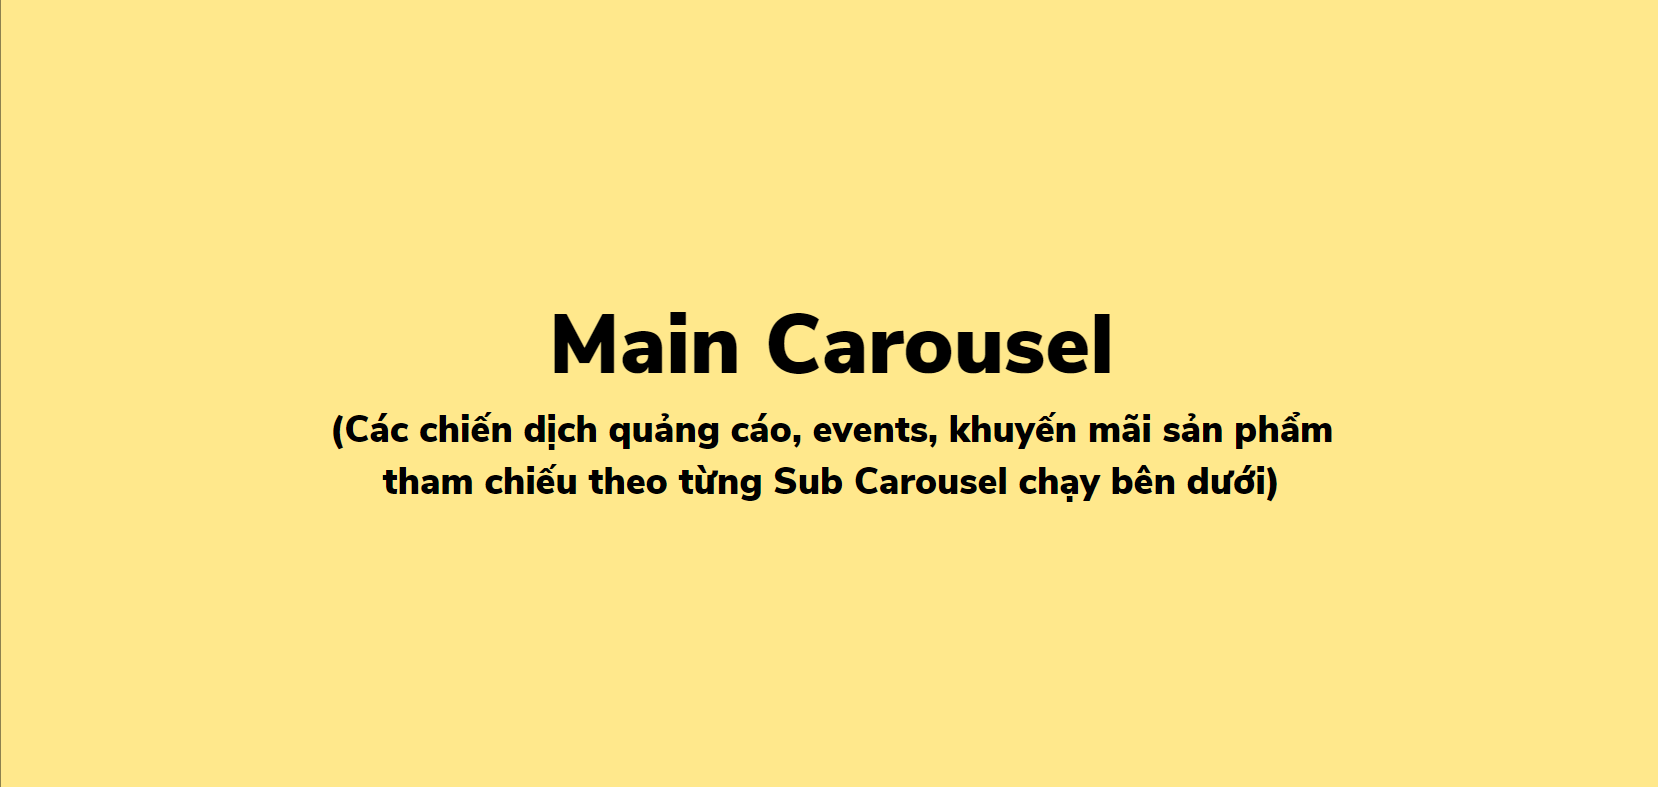 Main Carousel
(Các chiến dịch quảng cáo, events, khuyến mãi sản phẩm
tham chiếu theo từng Sub Carousel chạy bên dưới)